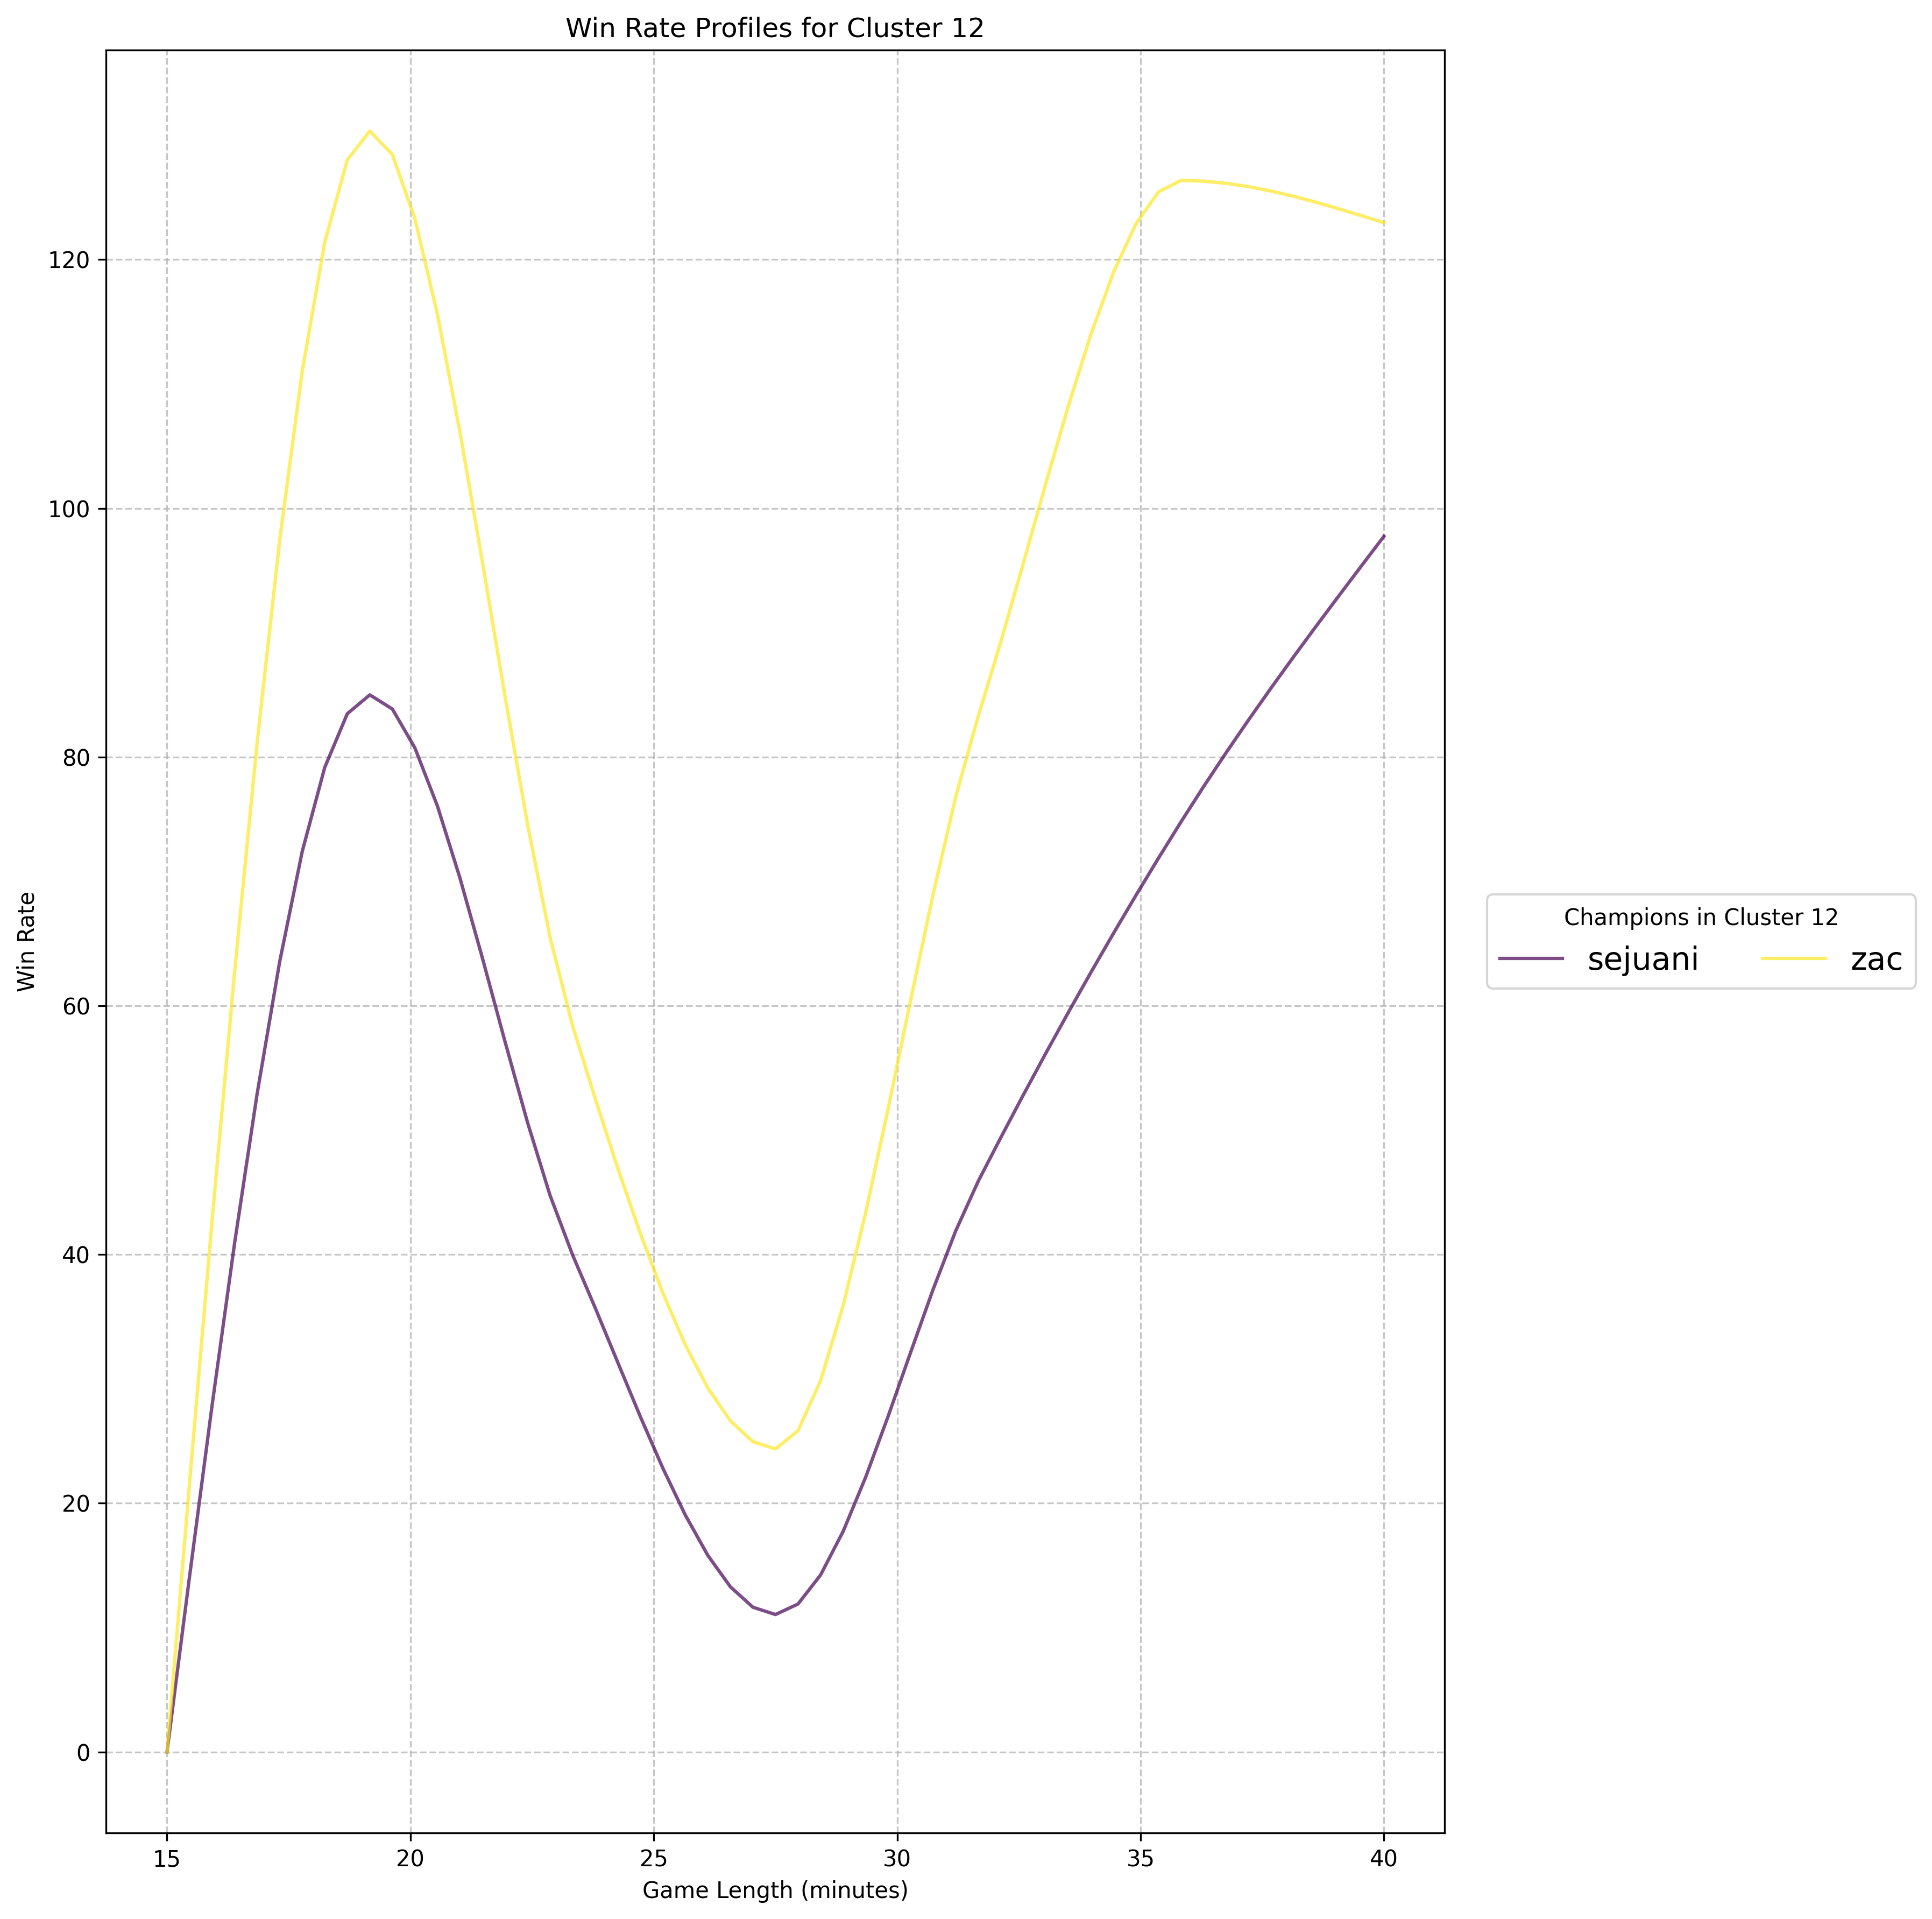 Win Rate Profiles for Cluster 12
120
100
80
60
40
20
0
Win Rate
15 20 25 30 35 40
Game Length (minutes)
Champions in Cluster 12
sejuani zac